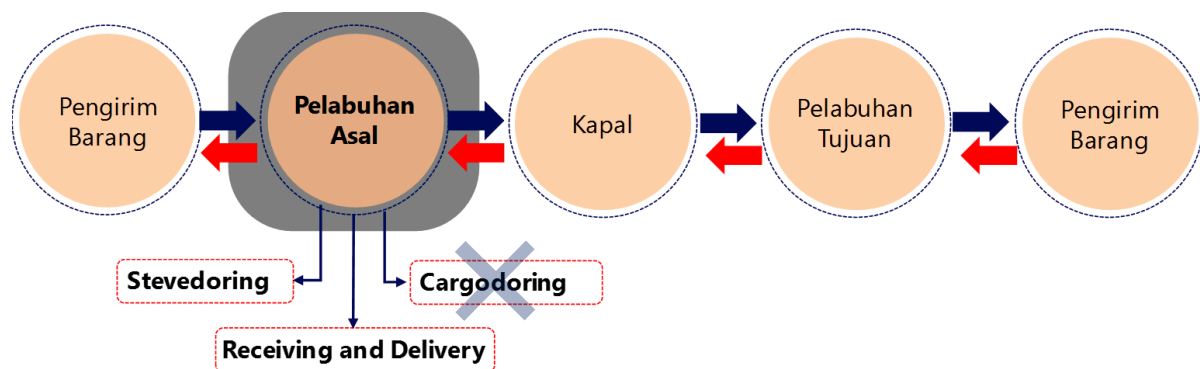 Pengirim
Barang
Pelabuhan
Asal
Kapal
Pelabuhan
Tujuan
Pengirim
Barang
Stevedoring
Cargodoring
Receiving and Delivery